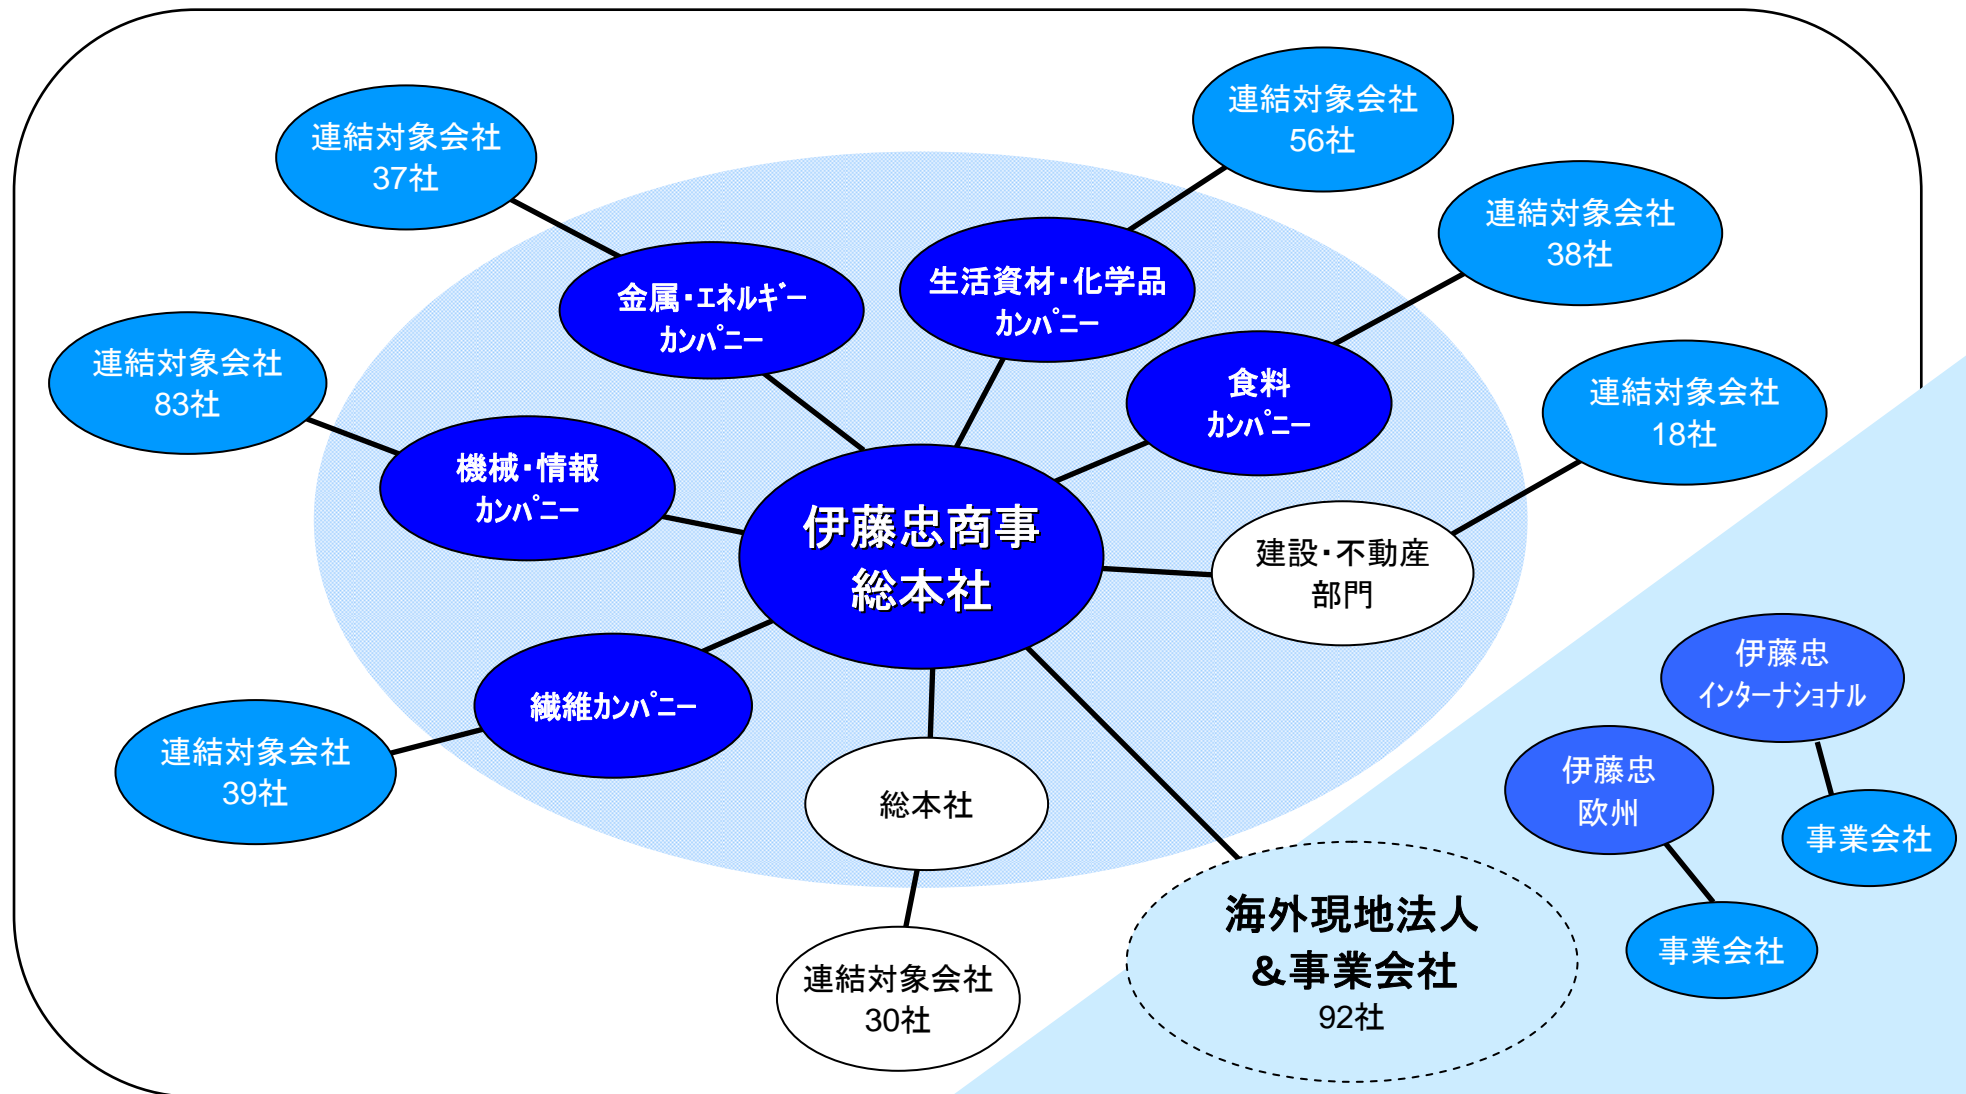 連結対象会社
37社
連結対象会社
56社
連結対象会社
38社
連結対象会社
83社
連結対象会社
18社
金属・ｴﾈﾙｷﾞｰ
ｶﾝﾊﾟﾆｰ
生活資材・化学品
ｶﾝﾊﾟﾆｰ
食料
ｶﾝﾊﾟﾆｰ
機械・情報
ｶﾝﾊﾟﾆｰ
伊藤忠商事
総本社
建設・不動産
部門
繊維ｶﾝﾊﾟﾆｰ
連結対象会社
39社
総本社
連結対象会社
30社
海外現地法人
＆事業会社
92社
伊藤忠
ｲﾝﾀｰﾅｼｮﾅﾙ
事業会社
伊藤忠
欧州
事業会社